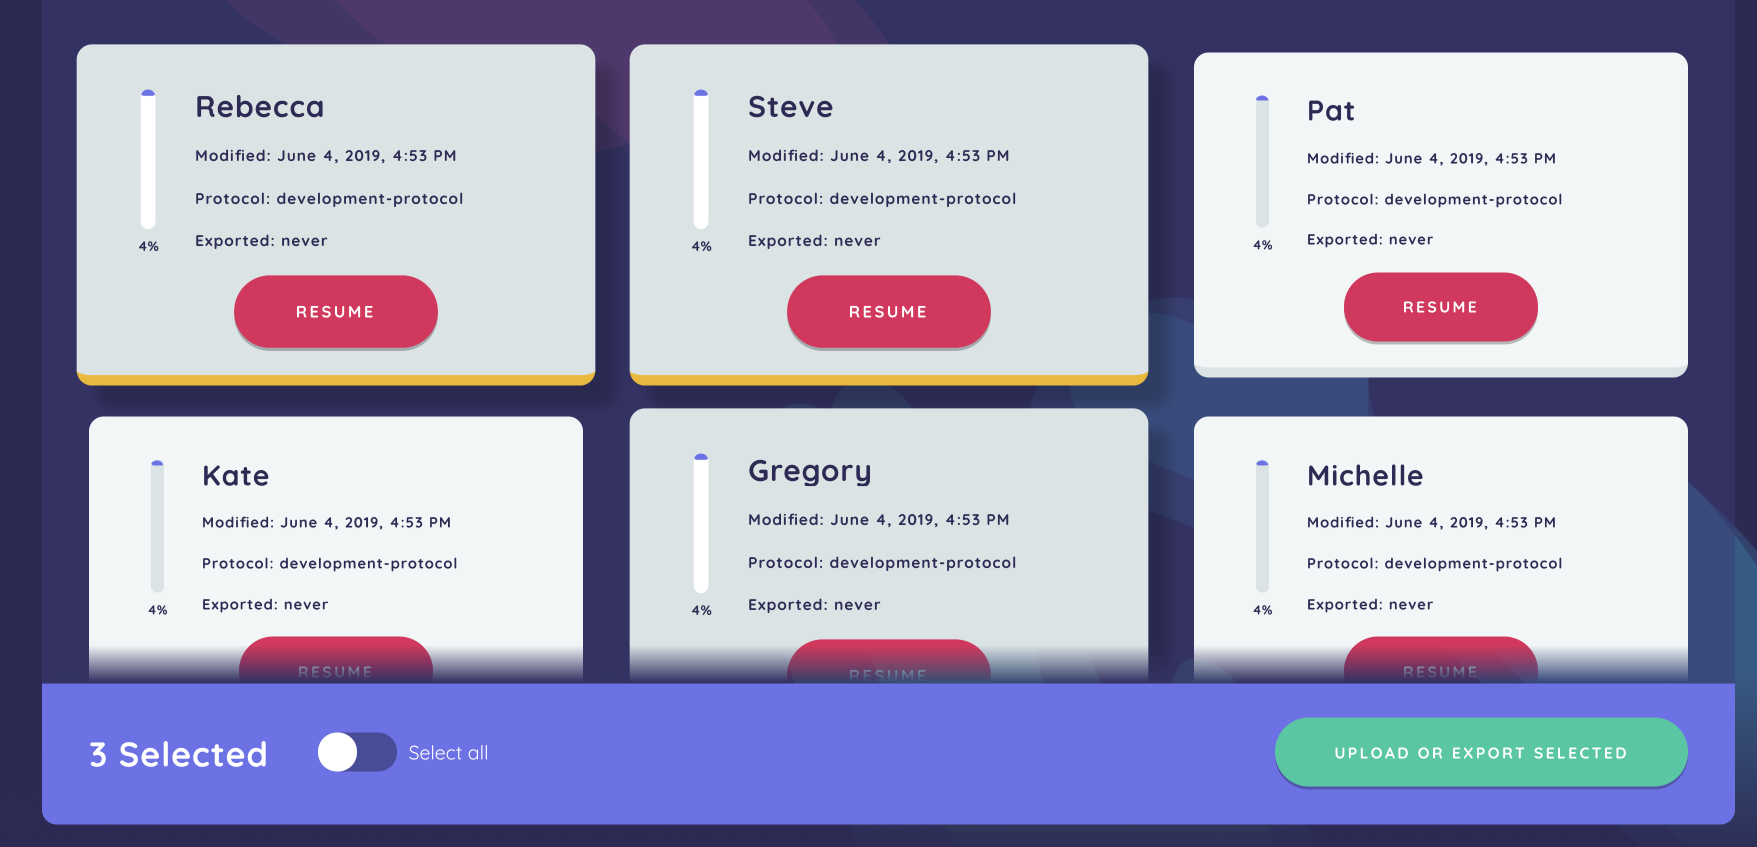 Rebecca
Modified: June 4, 2019, 4:53 PM
Protocol: development-protocol
Exported: never
4%
RESUME
Steve
Modified: June 4, 2019, 4:53 PM
Protocol: development-protocol
Exported: never
4%
RESUME
Pat
Modified: June 4, 2019, 4:53 PM
Protocol: development-protocol
Exported: never
4%
RESUME
Kate
Modified: June 4, 2019, 4:53 PM
Protocol: development-protocol
Exported: never
4%
RESUME
Gregory
Modified: June 4, 2019, 4:53 PM
Protocol: development-protocol
Exported: never
4%
RESUME
Michelle
Modified: June 4, 2019, 4:53 PM
Protocol: development-protocol
Exported: never
4%
RESUME
3 Selected
Select all
UPLOAD OR EXPORT SELECTED